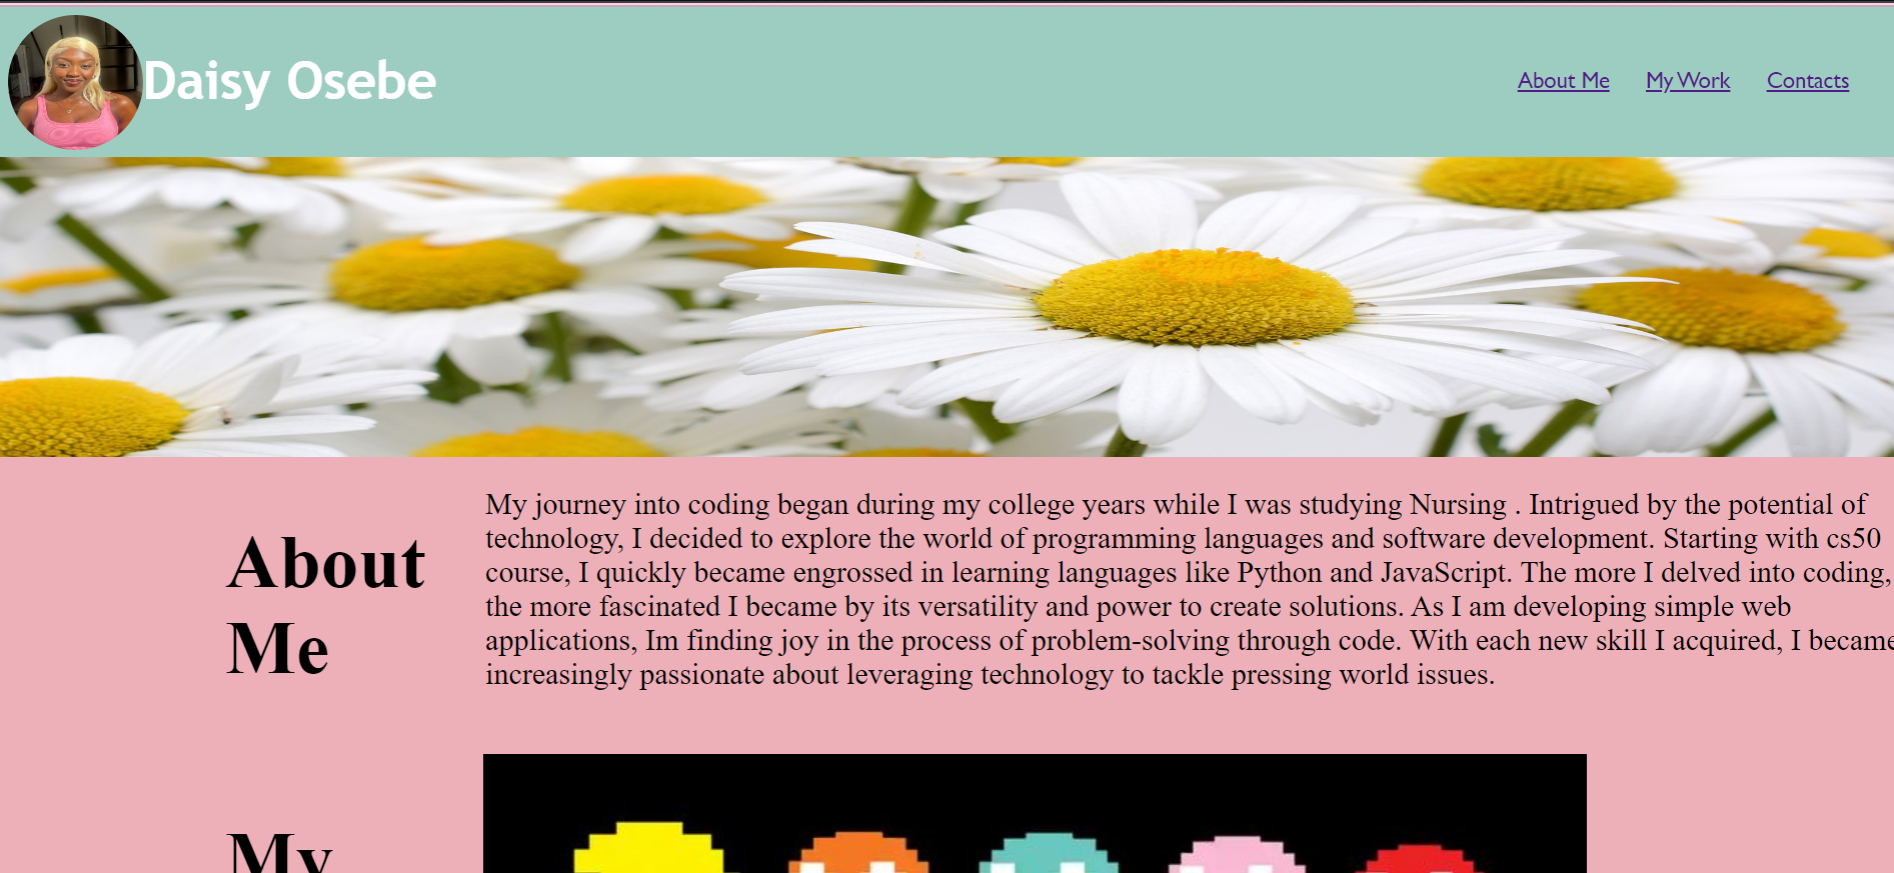 Daisy Osebe
About Me
My Work
Contacts
My journey into coding began during my college years while I was studying Nursing . Intrigued by the potential of
technology, I decided to explore the world of programming languages and software development. Starting with cs50
course, I quickly became engrossed in learning languages like Python and JavaScript. The more I delved into coding,
the more fascinated I became by its versatility and power to create solutions. As I am developing simple web
applications, Im finding joy in the process of problem-solving through code. With each new skill I acquired, I became
increasingly passionate about leveraging technology to tackle pressing world issues.
About
Me
My